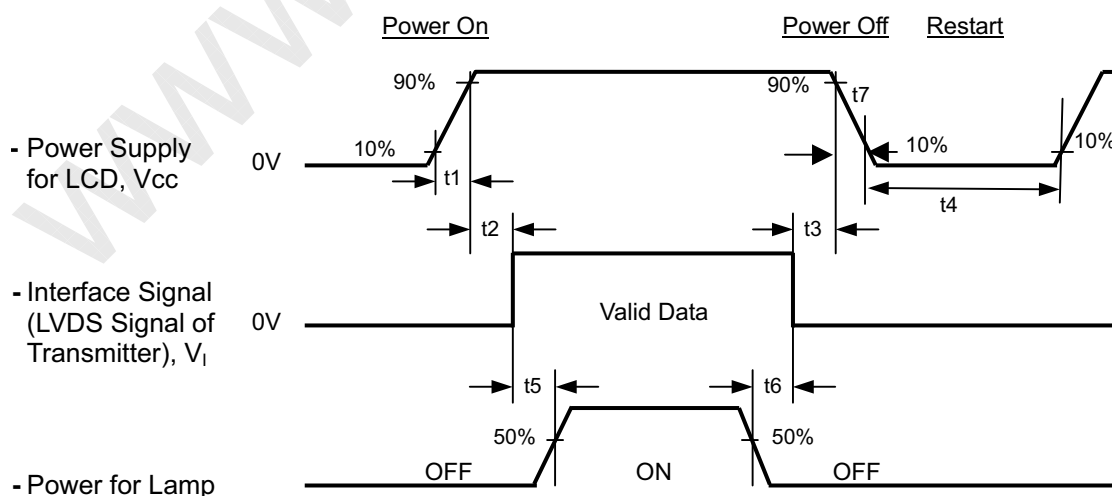 Power On Power Off Restart
90% 90% t7
- Power Supply
for LCD, Vcc
0V 10% 10% 10%
t1 t4
t2 t3
- Interface Signal
(LVDS Signal of
Transmitter), VI
0V Valid Data
t5 t6
50% 50%
- Power for Lamp
OFF ON OFF
www